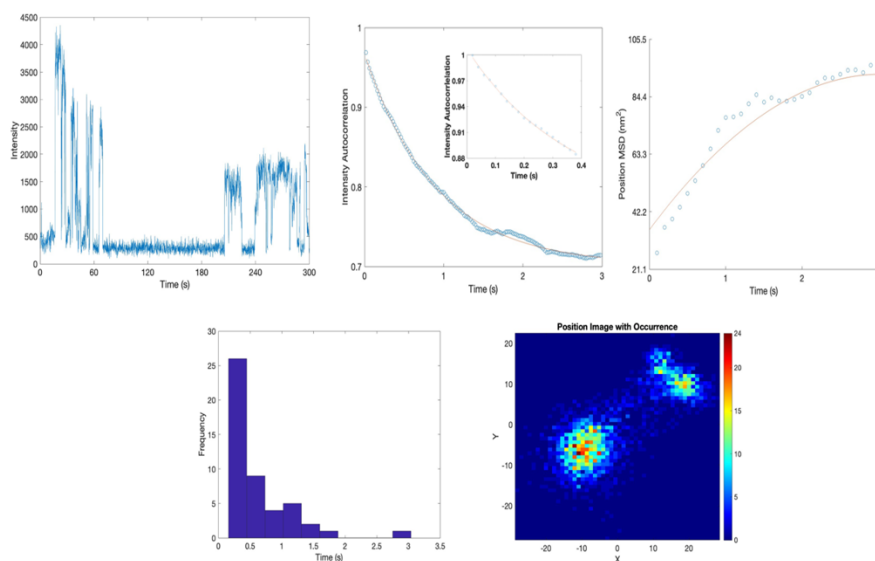 4500
4000
3500
3000
2500
2000
1500
1000
500
0
0 60 120 180 240 300
Time (s)
Intensity
1
0.9
0.8
0.7
0 1 2 3
Time (s)
Intensity Autocorrelation
1
0.97
0.94
0.91
0.88
0 0.1 0.2 0.3 0.4
Time (s)
Intensity Autocorrlelation
105.5
84.4
63.3
42.2
21.1
0 1 2
Time (s)
Position MSD (nm²)
30
25
20
15
10
5
0
0 0.5 1 1.5 2 2.5 3 3.5
Time (s)
Frequency
Position Image with Occurrence
20
10
0
-10
-20
-20 -10 0 10 20
X
Y
24
20
15
10
5
0